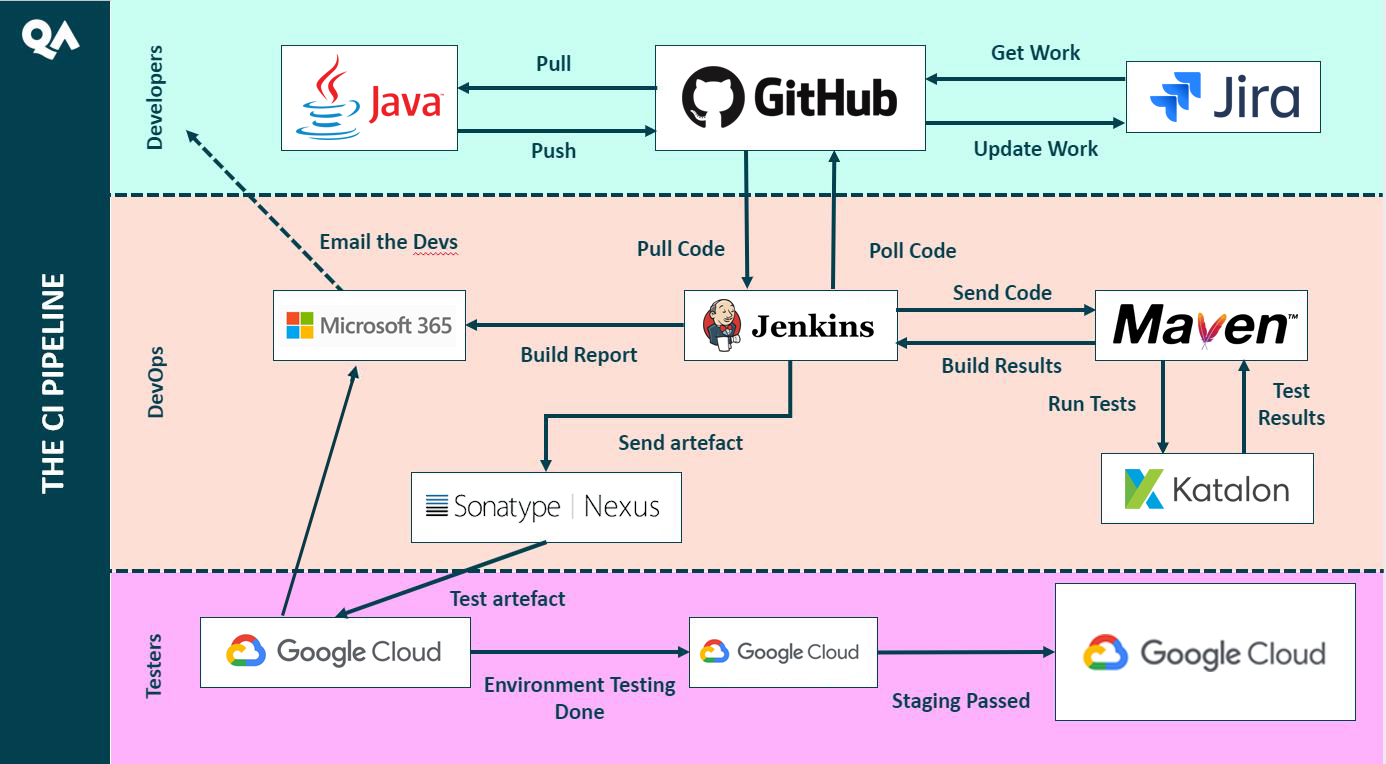 QA
THE CI PIPELINE
Developers
Java™
Pull
Push
GitHub
Get Work
Update Work
Jira
DevOps
Email the Devs
Pull Code
Poll Code
Microsoft 365
Build Report
Jenkins
Send Code
Build Results
Maven™
Run Tests
Test
Results
Send artefact
Sonatype | Nexus
Katalon
Testers
Test artefact
Google Cloud
Environment Testing
Done
Google Cloud
Staging Passed
Google Cloud